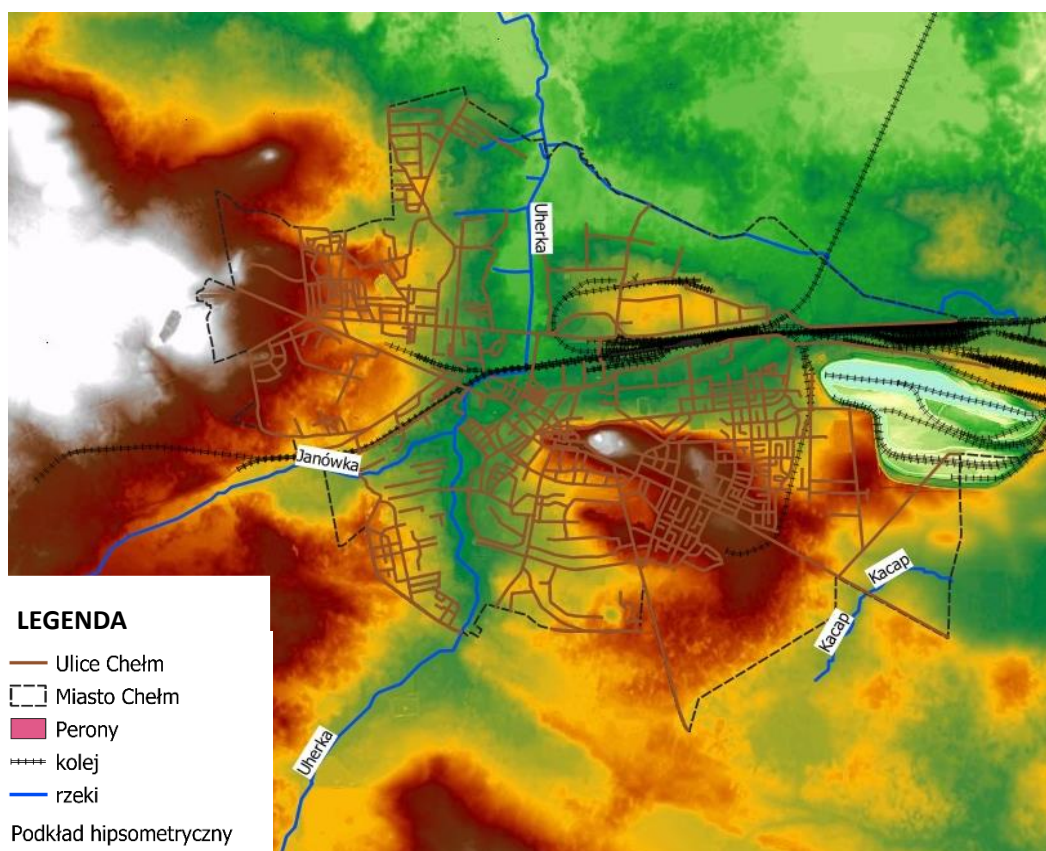 Uherka
Janówka
Kacap
Kacap
Uherka
LEGENDA
Ulice Chełm
Miasto Chełm
Perony
kolej
rzeki
Podkład hipsometryczny